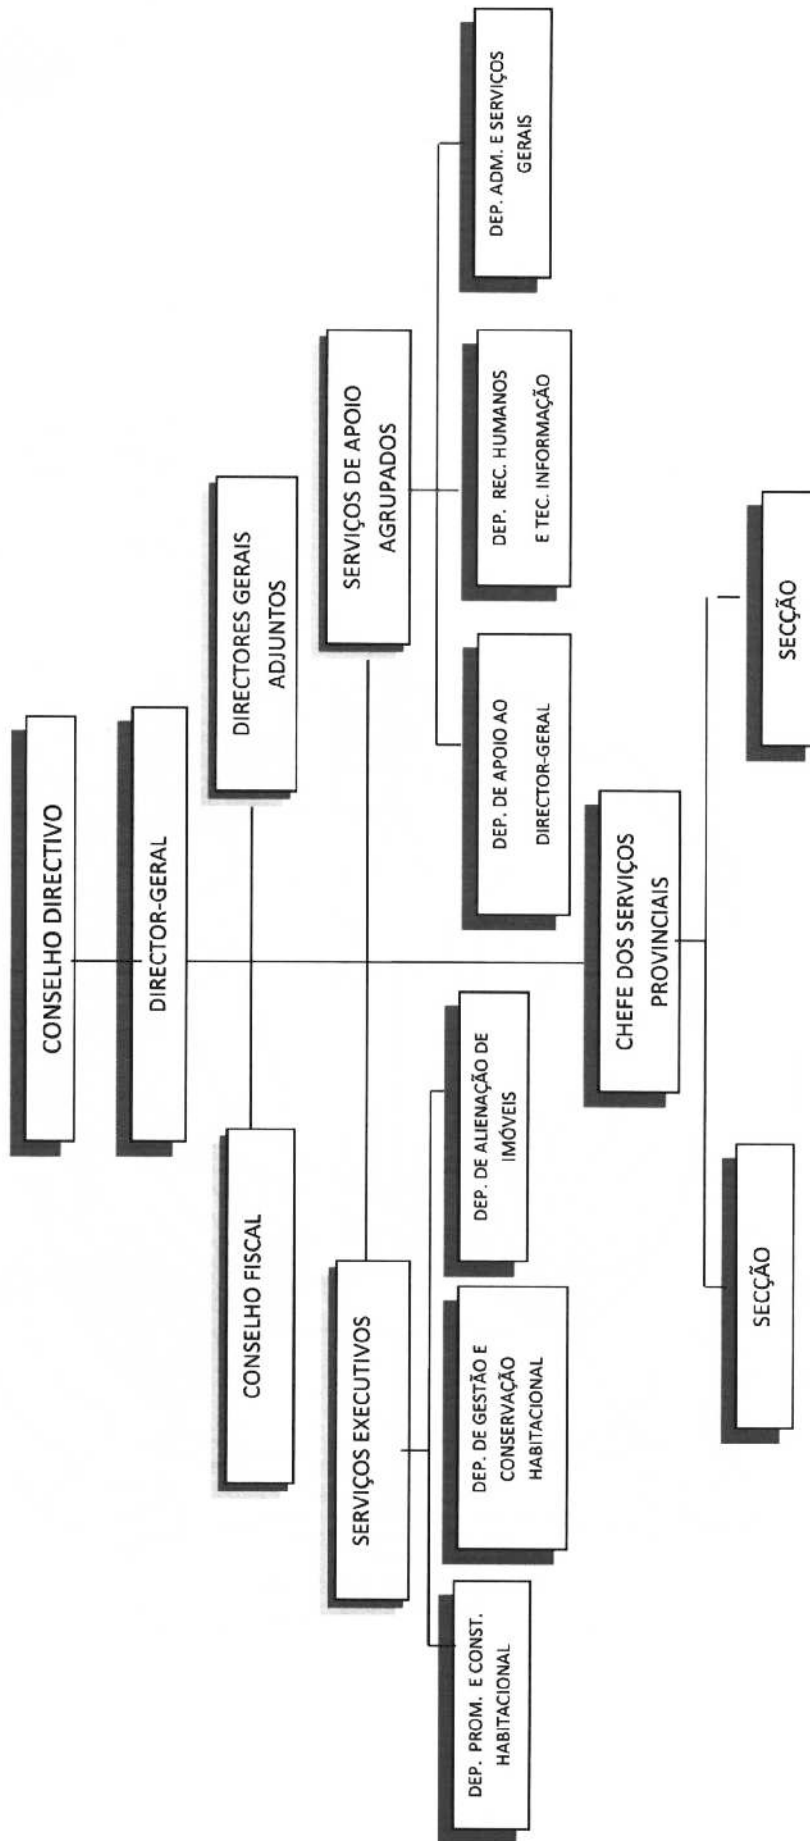 CONSELHO DIRECTIVO
DIRECTOR-GERAL
CONSELHO FISCAL
DIRECTORES GERAIS
ADJUNTOS
SERVIÇOS EXECUTIVOS
SERVIÇOS DE APOIO
AGRUPADOS
DEP. PROM. E CONST.
HABITACIONAL
DEP. DE GESTÃO E
CONSERVAÇÃO
HABITACIONAL
DEP. DE ALIENAÇÃO DE
IMÓVEIS
DEP. DE APOIO AO
DIRECTOR-GERAL
DEP. REC. HUMANOS
E TEC. INFORMAÇÃO
DEP. ADM. E SERVIÇOS
GERAIS
CHEFE DOS SERVIÇOS
PROVINCIAIS
SECÇÃO
SECÇÃO